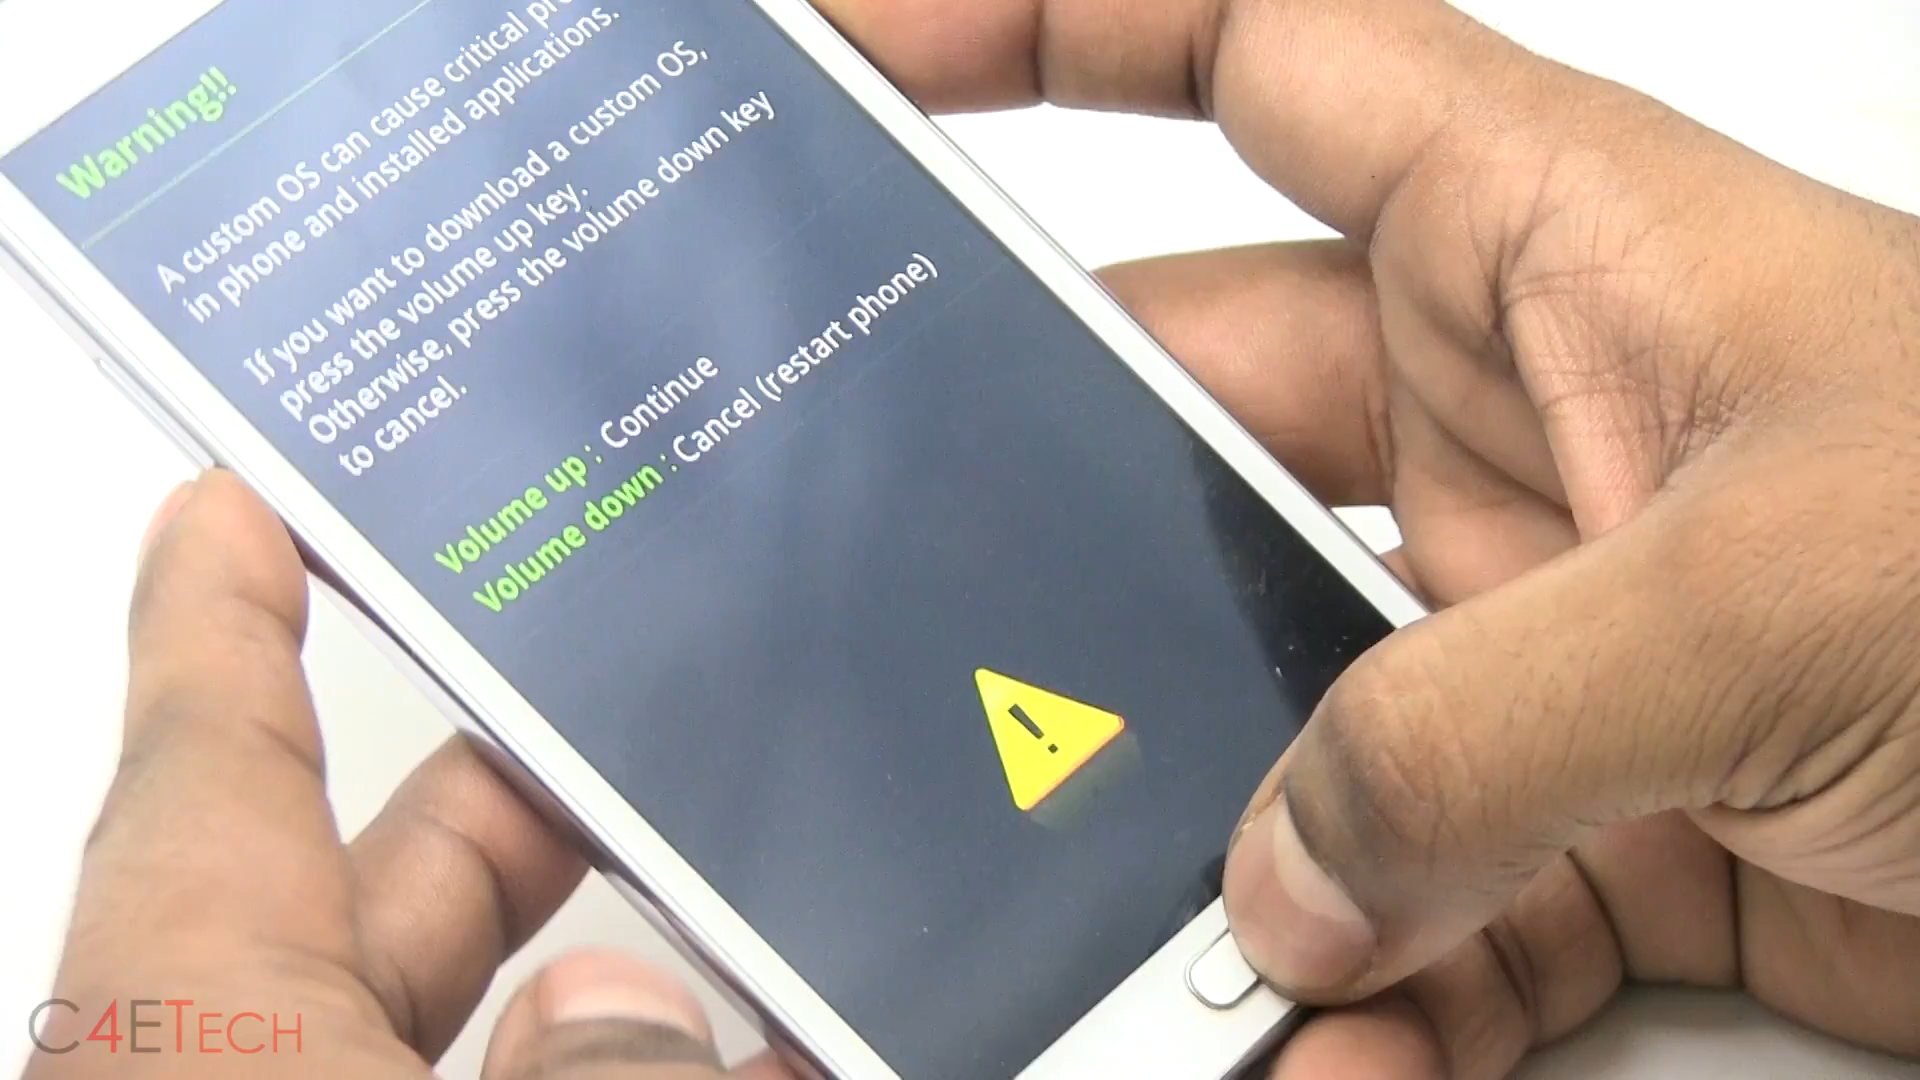 Warning!!
A custom OS can cause critical
in phone and installed applications.
If you want to download a custom OS,
press the volume up key.
Otherwise, press the volume down key
to cancel.
Volume up : Continue
Volume down : Cancel (restart phone)
!
C4ETECH